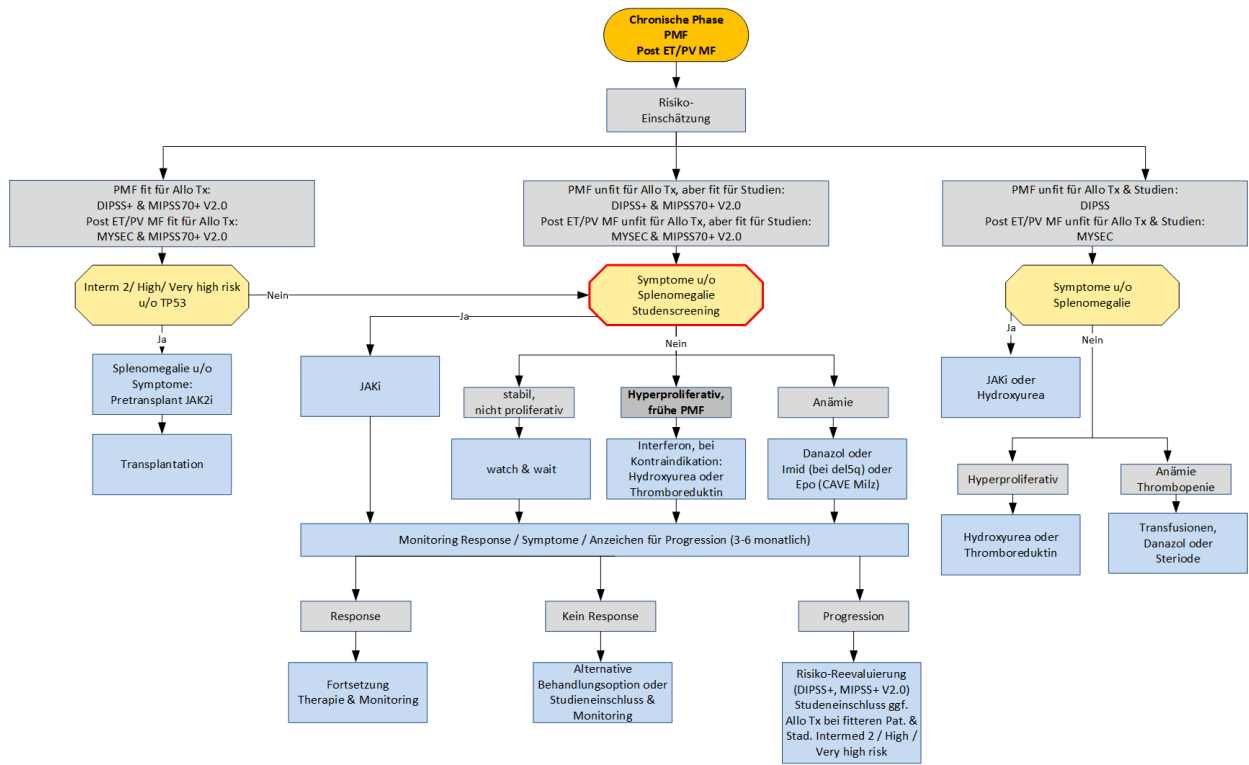 Chronische Phase
PMF
Post ET/PV MF
Risiko-
Einschätzung
PMF fit für Allo Tx:
DIPSS+ & MIPSS70+ V2.0
Post ET/PV MF fit für Allo Tx:
MYSEC & MIPSS70+ V2.0
PMF unfit für Allo Tx, aber fit für Studien:
DIPSS+ & MIPSS70+ V2.0
Post ET/PV MF unfit für Allo Tx, aber fit für Studien:
MYSEC & MIPSS70+ V2.0
PMF unfit für Allo Tx & Studien:
DIPSS
Post ET/PV MF unfit für Allo Tx & Studien:
MYSEC
Interm 2/ High/ Very high risk
u/o TP53
Nein
Symptome u/o
Splenomegalie
Studenscreening
Symptome u/o
Splenomegalie
Ja
Ja
Nein
Ja
Nein
Splenomegalie u/o
Symptome:
Pretransplant JAK2i
Transplantation
JAKi
stabil,
nicht proliferativ
Hyperproliferativ,
frühe PMF
Anämie
watch & wait
Interferon, bei
Kontraindikation:
Hydroxyurea oder
Thromboreduktin
Danazol oder
Imid (bei del5q) oder
Epo (CAVE Milz)
JAKi oder
Hydroxyurea
Hyperproliferativ
Anämie
Thrombopenie
Hydroxyurea oder
Thromboreduktin
Transfusionen,
Danazol oder
Steriode
Monitoring Response / Symptome / Anzeichen für Progression (3-6 monatlich)
Response
Kein Response
Progression
Fortsetzung
Therapie & Monitoring
Alternative
Behandlungsoption oder
Studieneinschluss &
Monitoring
Risiko-Reevaluierung
(DIPSS+, MIPSS+ V2.0)
Studeneinschluss ggf.
Allo Tx bei fitteren Pat. &
Stad. Intermed 2 / High /
Very high risk